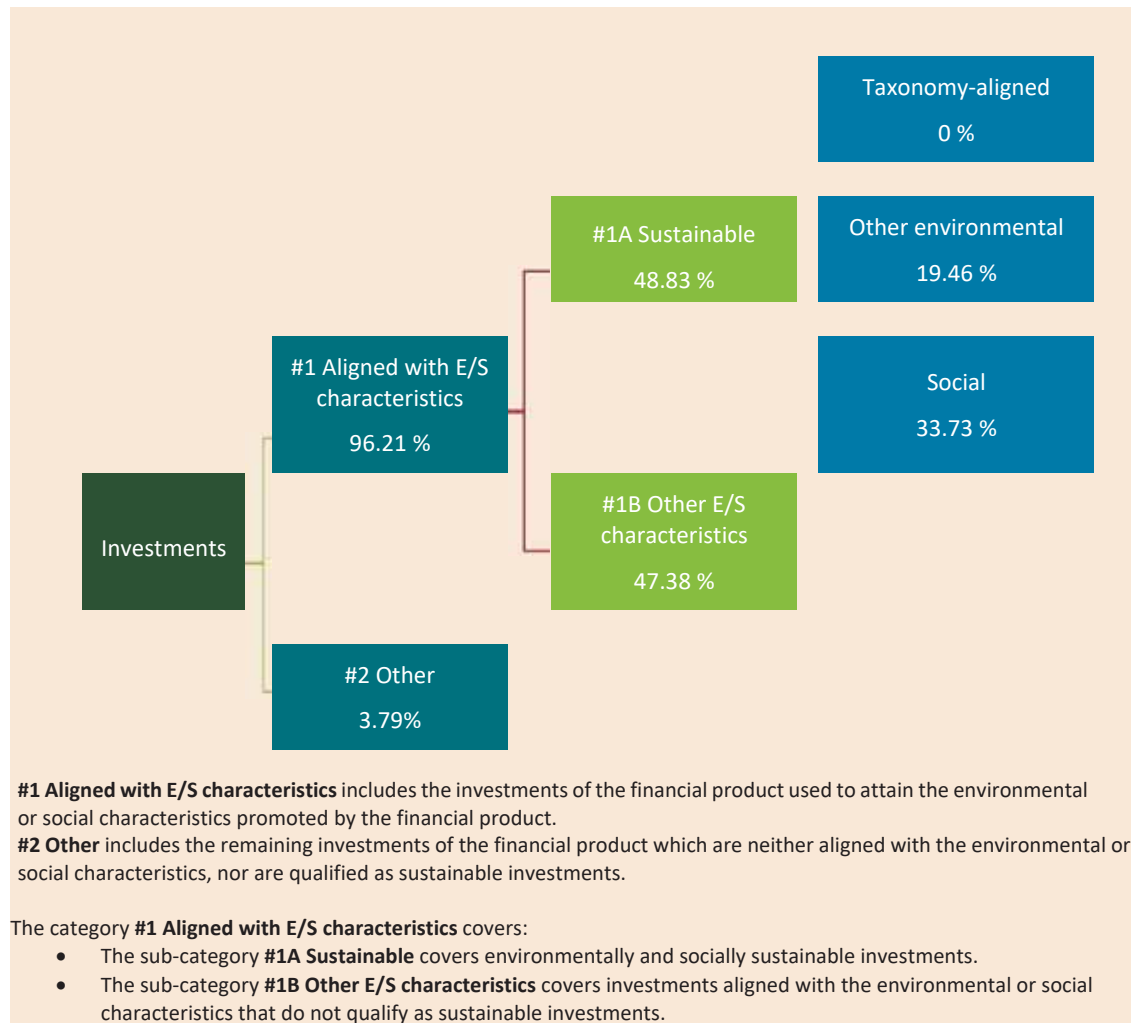 Taxonomy-aligned
0 %
#1A Sustainable
48.83 %
Other environmental
19.46 %
#1 Aligned with E/S
characteristics
96.21 %
Social
33.73 %
Investments
#1B Other E/S
characteristics
47.38 %
#2 Other
3.79%
#1 Aligned with E/S characteristics includes the investments of the financial product used to attain the environmental
or social characteristics promoted by the financial product.
#2 Other includes the remaining investments of the financial product which are neither aligned with the environmental or
social characteristics, nor are qualified as sustainable investments.
The category #1 Aligned with E/S characteristics covers:
• The sub-category #1A Sustainable covers environmentally and socially sustainable investments.
• The sub-category #1B Other E/S characteristics covers investments aligned with the environmental or social
characteristics that do not qualify as sustainable investments.